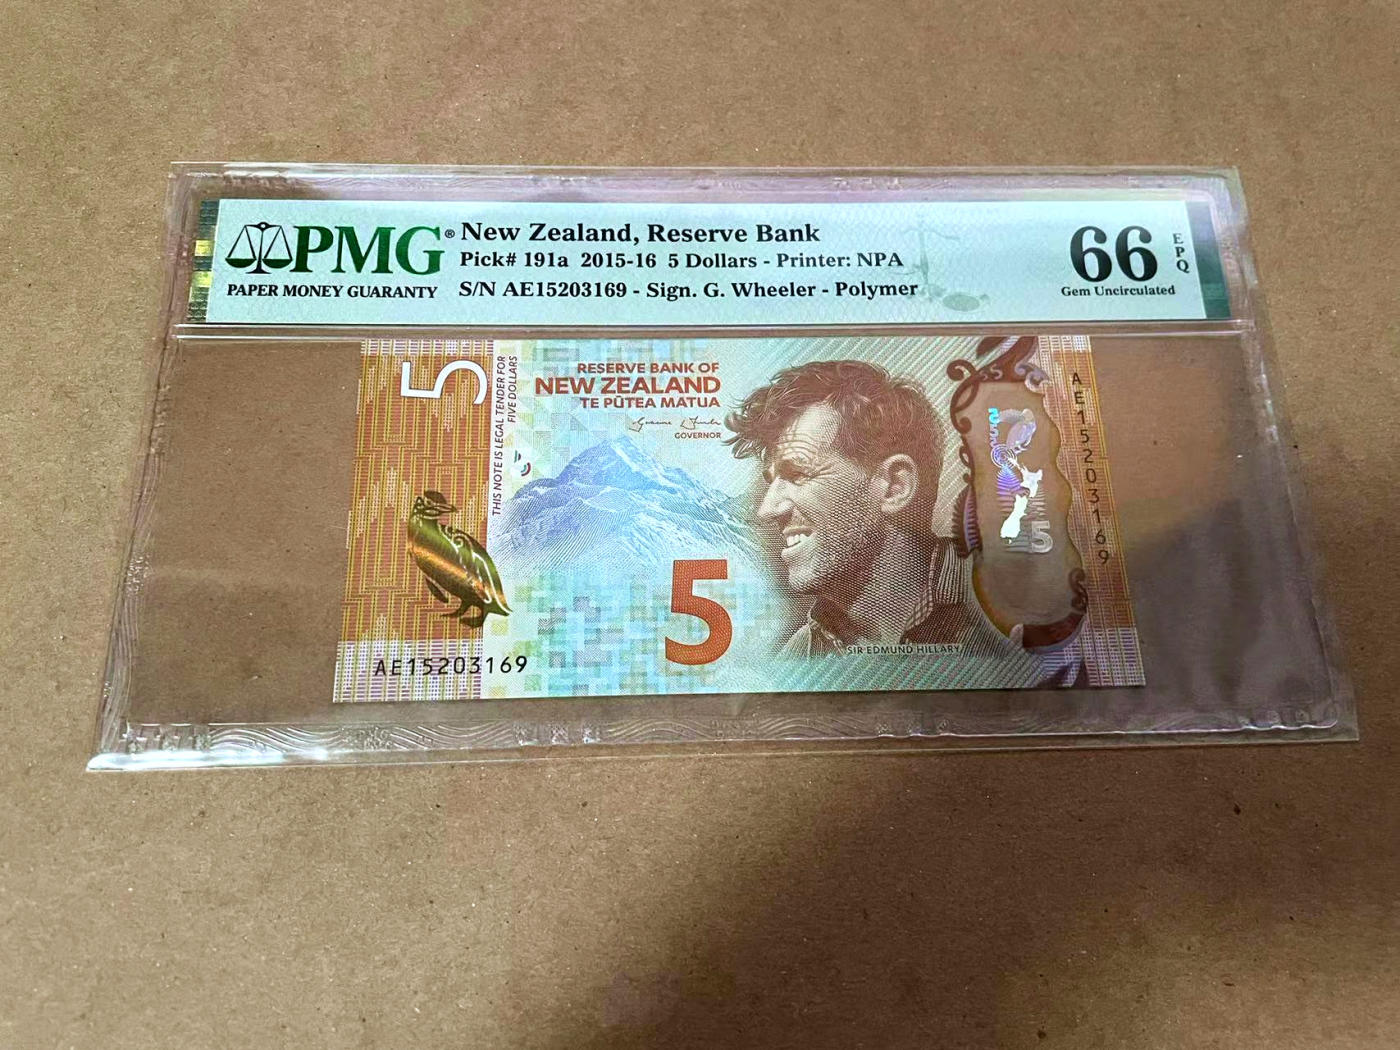 PMG®
PAPER MONEY GUARANTY
New Zealand, Reserve Bank
Pick# 191a 2015-16 5 Dollars - Printer: NPA
S/N AE15203169 - Sign. G. Wheeler - Polymer
66
EPQ
Gem Uncirculated
5
THIS NOTE IS LEGAL TENDER FOR
FIVE DOLLARS
RESERVE BANK OF
NEW ZEALAND
TE PŪTEA MATUA
GOVERNOR
5
SIR EDMUND HILLARY
5
AE15203169
AE15203169